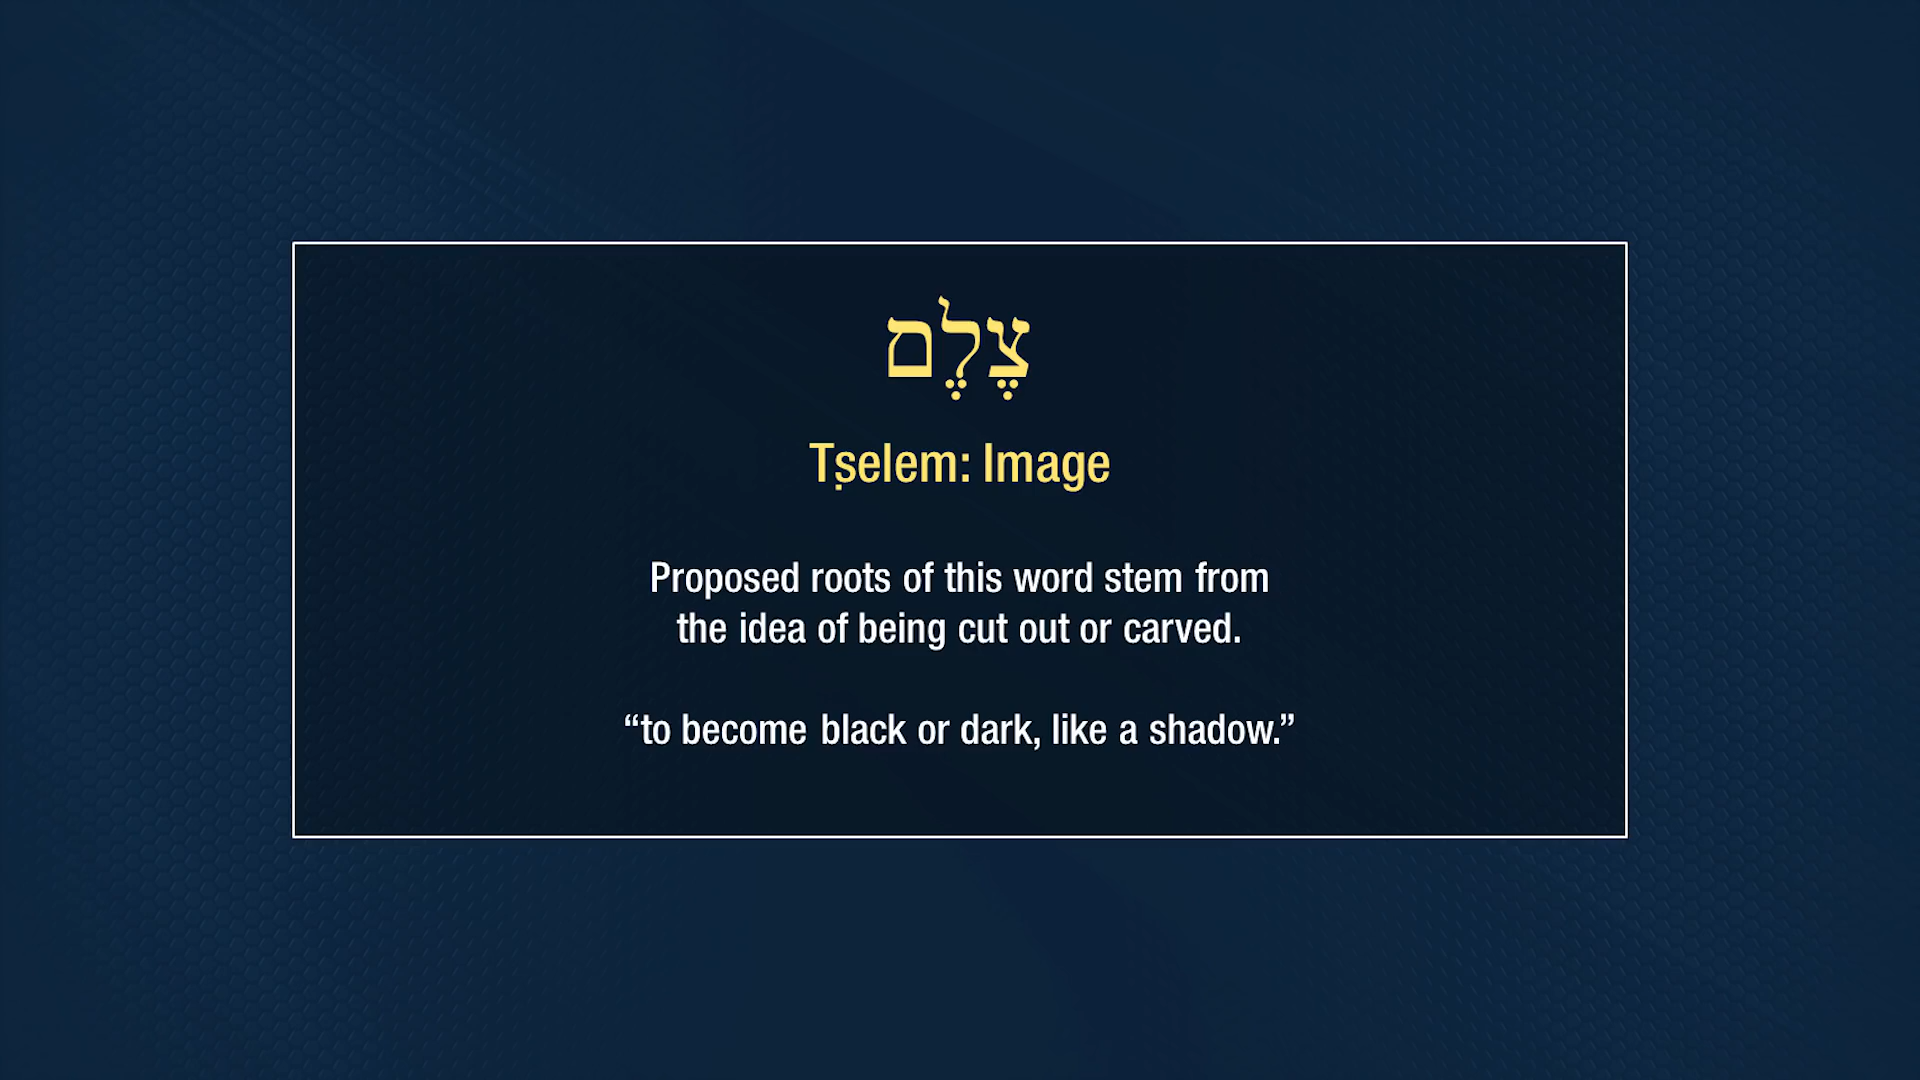 צֶלֶם
Tṣelem: Image
Proposed roots of this word stem from
the idea of being cut out or carved.
“to become black or dark, like a shadow.”